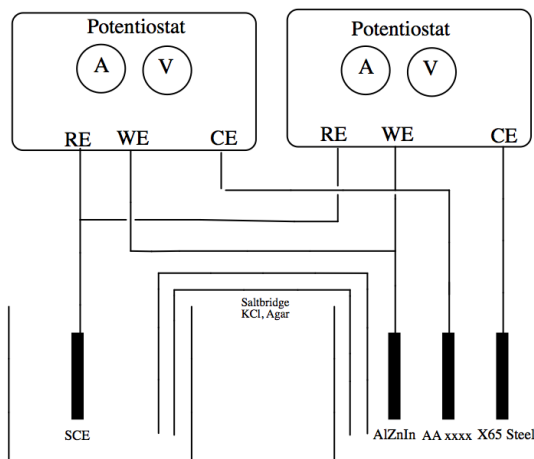 Potentiostat
A
V
RE
WE
CE
Potentiostat
A
V
RE
WE
CE
Saltbridge
KCl, Agar
SCE
AlZnIn
AA xxxx
X65 Steel